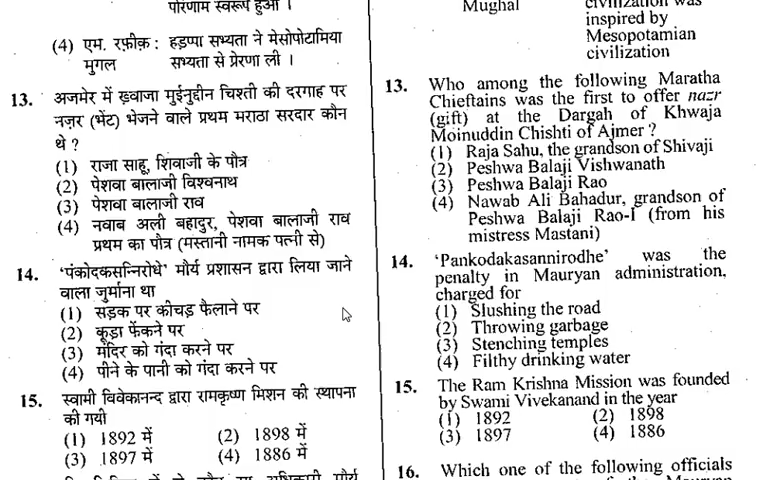 परिणाम स्वरूप हुआ ।
(4) एम. रफ़ीक़ : हड़प्पा सभ्यता ने मेसोपोटामिया
मुगल सभ्यता से प्रेरणा ली ।
13. अजमेर में ख़्वाजा मुईनुद्दीन चिश्ती की दरगाह पर
नज़र (भेंट) भेजने वाले प्रथम मराठा सरदार कौन
थे ?
(1) राजा साहू, शिवाजी के पौत्र
(2) पेशवा बालाजी विश्वनाथ
(3) पेशवा बालाजी राव
(4) नवाब अली बहादुर, पेशवा बालाजी राव
प्रथम का पौत्र (मस्तानी नामक पत्नी से)
14. 'पंकोदकसन्निरोधे' मौर्य प्रशासन द्वारा लिया जाने
वाला जुर्माना था
(1) सड़क पर कीचड़ फैलाने पर
(2) कूड़ा फेंकने पर
(3) मंदिर को गंदा करने पर
(4) पीने के पानी को गंदा करने पर
15. स्वामी विवेकानन्द द्वारा रामकृष्ण मिशन की स्थापना
की गयी
(1) 1892 में (2) 1898 में
(3) 1897 में (4) 1886 में
Mughal civilization was
inspired by
Mesopotamian
civilization
13. Who among the following Maratha
Chieftains was the first to offer nazr
(gift) at the Dargah of Khwaja
Moinuddin Chishti of Ajmer ?
(1) Raja Sahu, the grandson of Shivaji
(2) Peshwa Balaji Vishwanath
(3) Peshwa Balaji Rao
(4) Nawab Ali Bahadur, grandson of
Peshwa Balaji Rao-I (from his
mistress Mastani)
14. 'Pankodakasannirodhe' was the
penalty in Mauryan administration,
charged for
(1) Slushing the road
(2) Throwing garbage
(3) Stenching temples
(4) Filthy drinking water
15. The Ram Krishna Mission was founded
by Swami Vivekanand in the year
(1) 1892 (2) 1898
(3) 1897 (4) 1886
16. Which one of the following officials